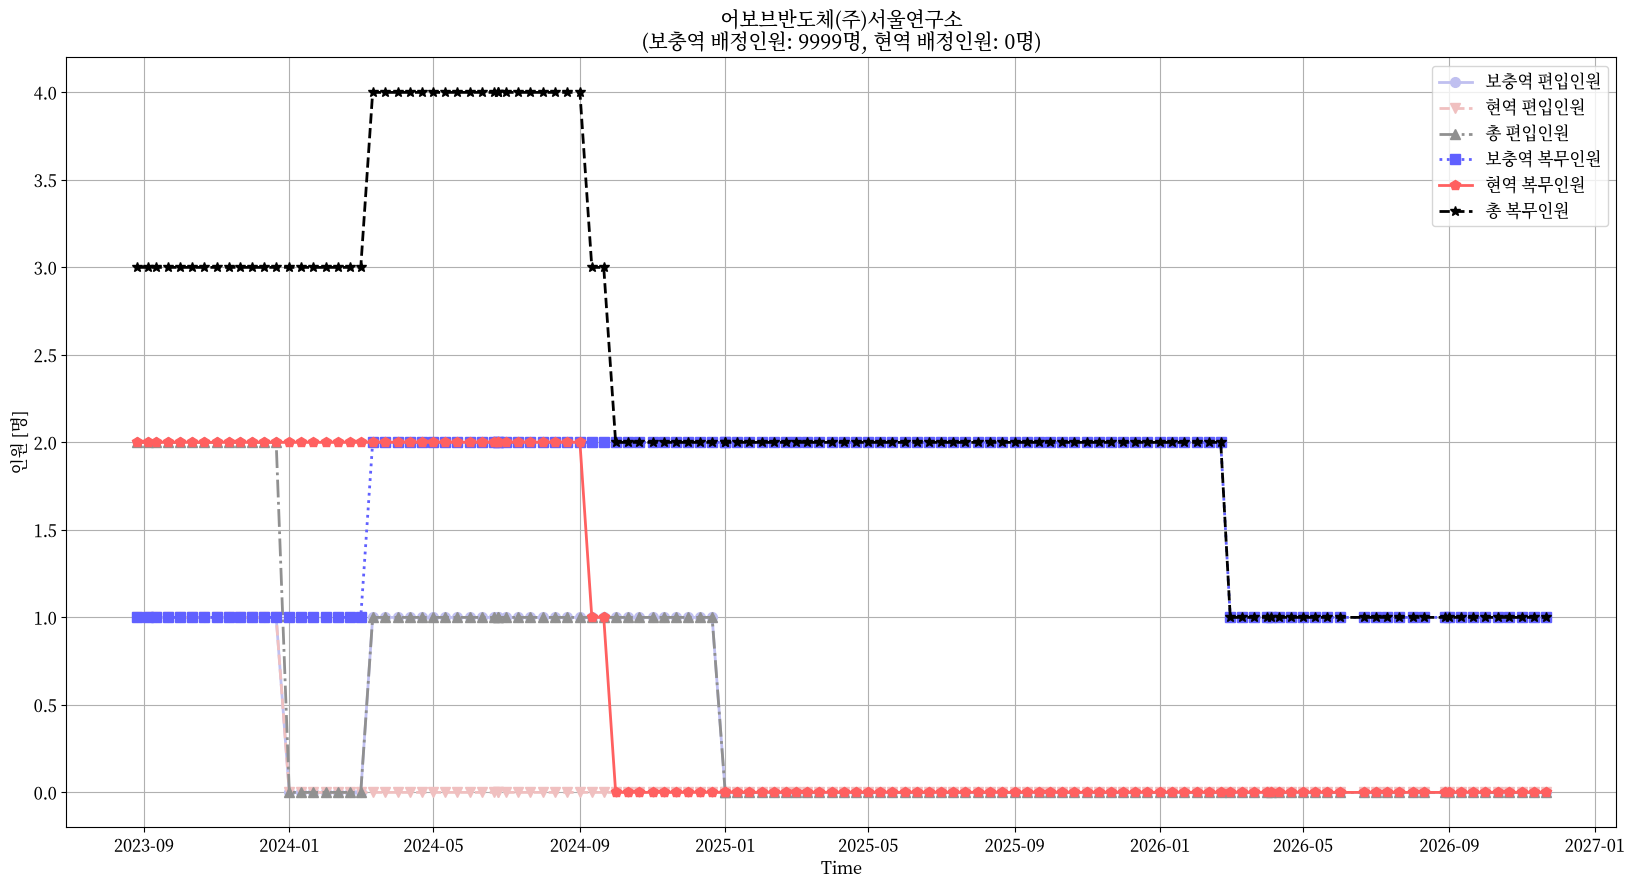 어보브반도체(주)서울연구소
(보충역 배정인원: 9999명, 현역 배정인원: 0명)
보충역 편입인원
현역 편입인원
총 편입인원
보충역 복무인원
현역 복무인원
총 복무인원
인원 [명]
4.0
3.5
3.0
2.5
2.0
1.5
1.0
0.5
0.0
2023-09
2024-01
2024-05
2024-09
2025-01
2025-05
2025-09
2026-01
2026-05
2026-09
2027-01
Time